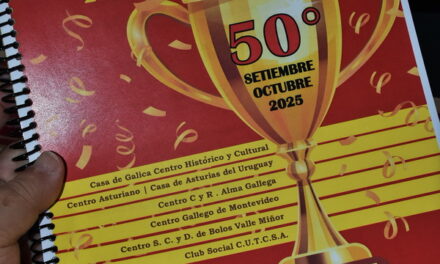 50°
SETIEMBRE
OCTUBRE
2025
Casa de Galica Centro Histórico y Cultural
Centro Asturiano | Casa de Asturias del Uruguay
Centro C y R . Alma Gallega
Centro Gallego de Montevideo
Centro S. C. y D. de Bolos Valle Miñor
Club Social C.U.T.C.S.A.